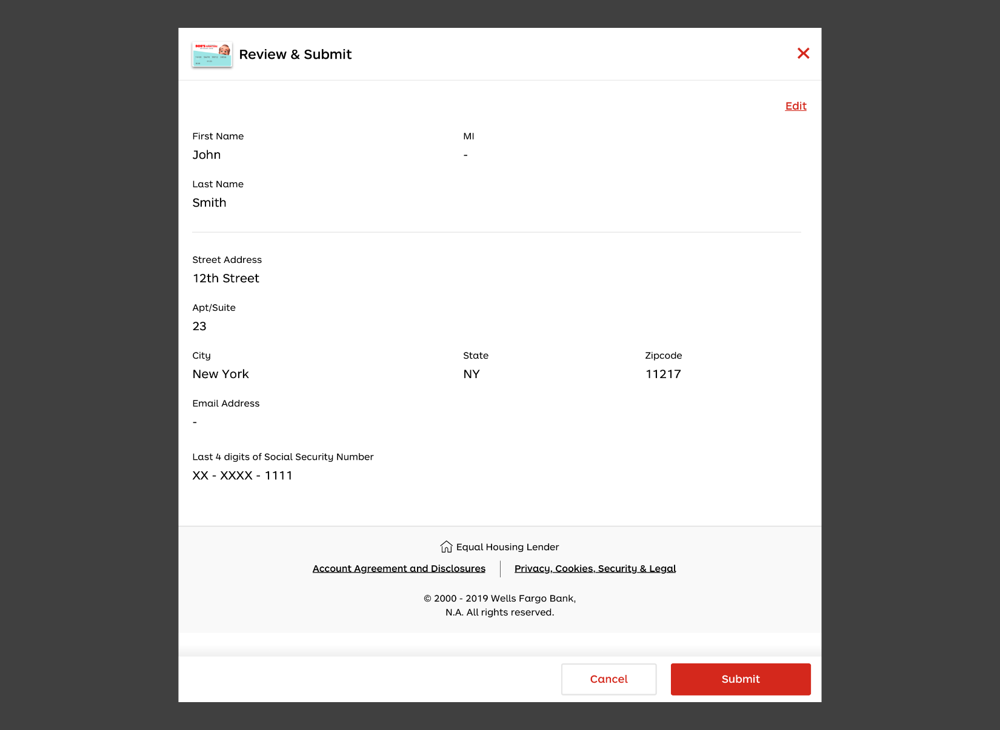 BOB'S
Review & Submit
Edit
First Name MI
John -
Last Name
Smith
Street Address
12th Street
Apt/Suite
23
City State Zipcode
New York NY 11217
Email Address
-
Last 4 digits of Social Security Number
XX - XXXX - 1111
Equal Housing Lender
Account Agreement and Disclosures Privacy, Cookies, Security & Legal
© 2000 - 2019 Wells Fargo Bank,
N.A. All rights reserved.
Cancel Submit